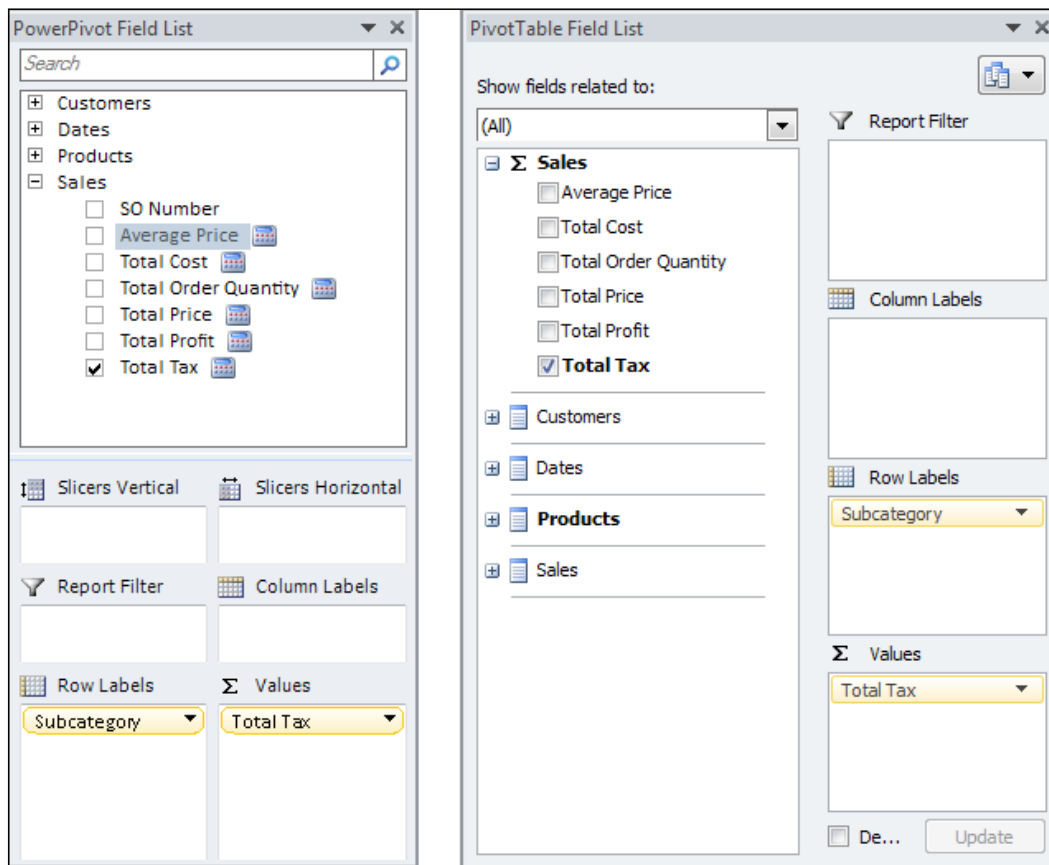 PowerPivot Field List
Search
Customers
Dates
Products
Sales
SO Number
Average Price
Total Cost
Total Order Quantity
Total Price
Total Profit
Total Tax
Slicers Vertical
Slicers Horizontal
Report Filter
Column Labels
Row Labels
Σ Values
Subcategory
Total Tax
PivotTable Field List
Show fields related to:
(All)
Σ Sales
Average Price
Total Cost
Total Order Quantity
Total Price
Total Profit
Total Tax
Customers
Dates
Products
Sales
Report Filter
Column Labels
Row Labels
Subcategory
Σ Values
Total Tax
De...
Update